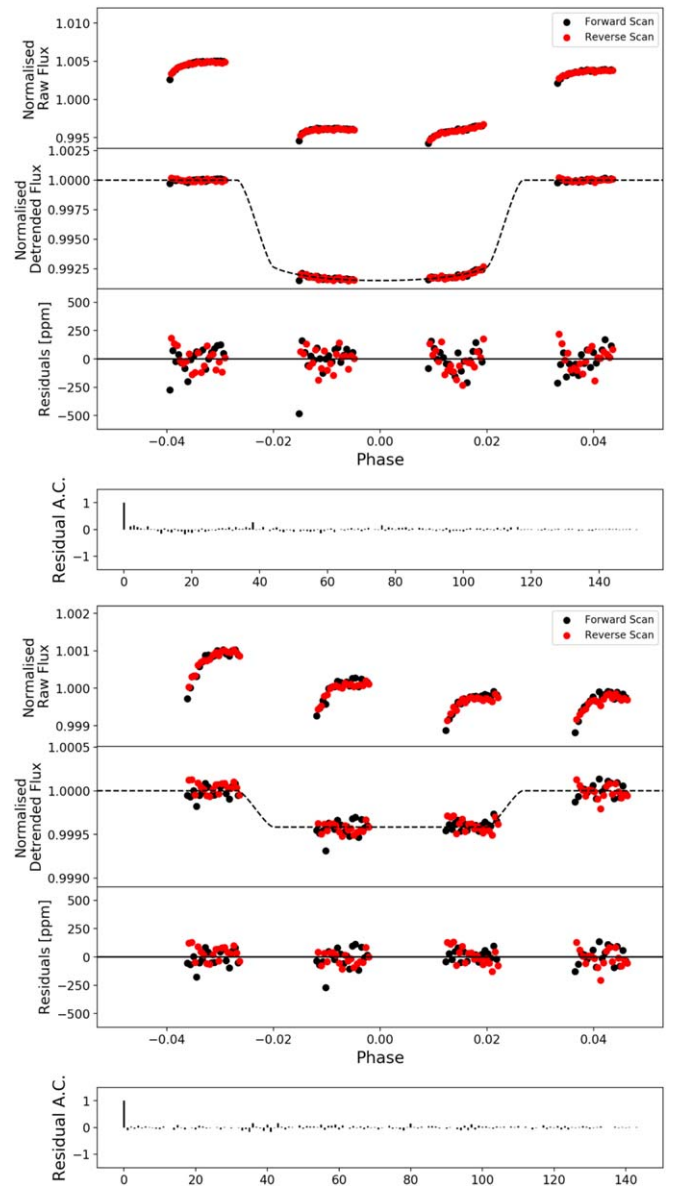 1.010
1.005
1.000
0.995
Normalised
Raw Flux
Forward Scan
Reverse Scan
1.0025
1.0000
0.9975
0.9950
0.9925
Normalised
Detrended Flux
500
250
0
−250
−500
Residuals [ppm]
−0.04 −0.02 0.00 0.02 0.04
Phase
1
0
−1
Residual A.C.
0 20 40 60 80 100 120 140
1.002
1.001
1.000
0.999
Normalised
Raw Flux
Forward Scan
Reverse Scan
1.0005
1.0000
0.9995
0.9990
Normalised
Detrended Flux
500
250
0
−250
−500
Residuals [ppm]
−0.04 −0.02 0.00 0.02 0.04
Phase
1
0
−1
Residual A.C.
0 20 40 60 80 100 120 140